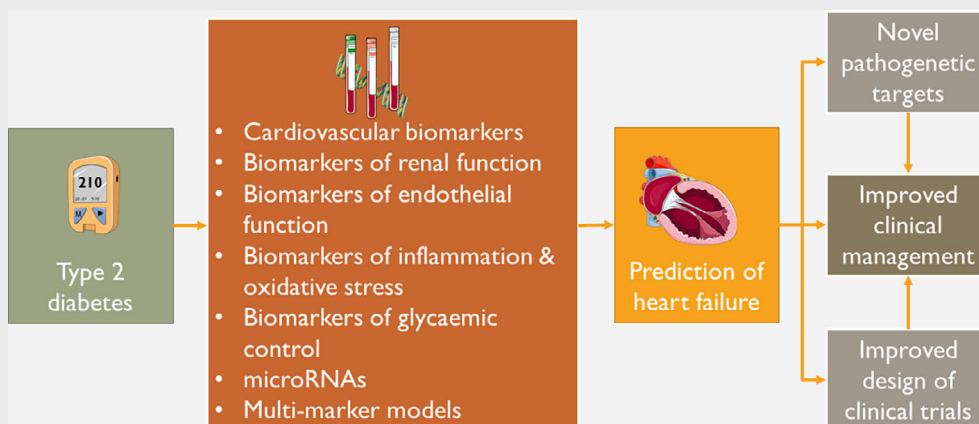 210
M
Type 2
diabetes
• Cardiovascular biomarkers
• Biomarkers of renal function
• Biomarkers of endothelial
function
• Biomarkers of inflammation &
oxidative stress
• Biomarkers of glycaemic
control
• microRNAs
• Multi-marker models
Prediction of
heart failure
Novel
pathogenetic
targets
Improved
clinical
management
Improved
design of
clinical trials